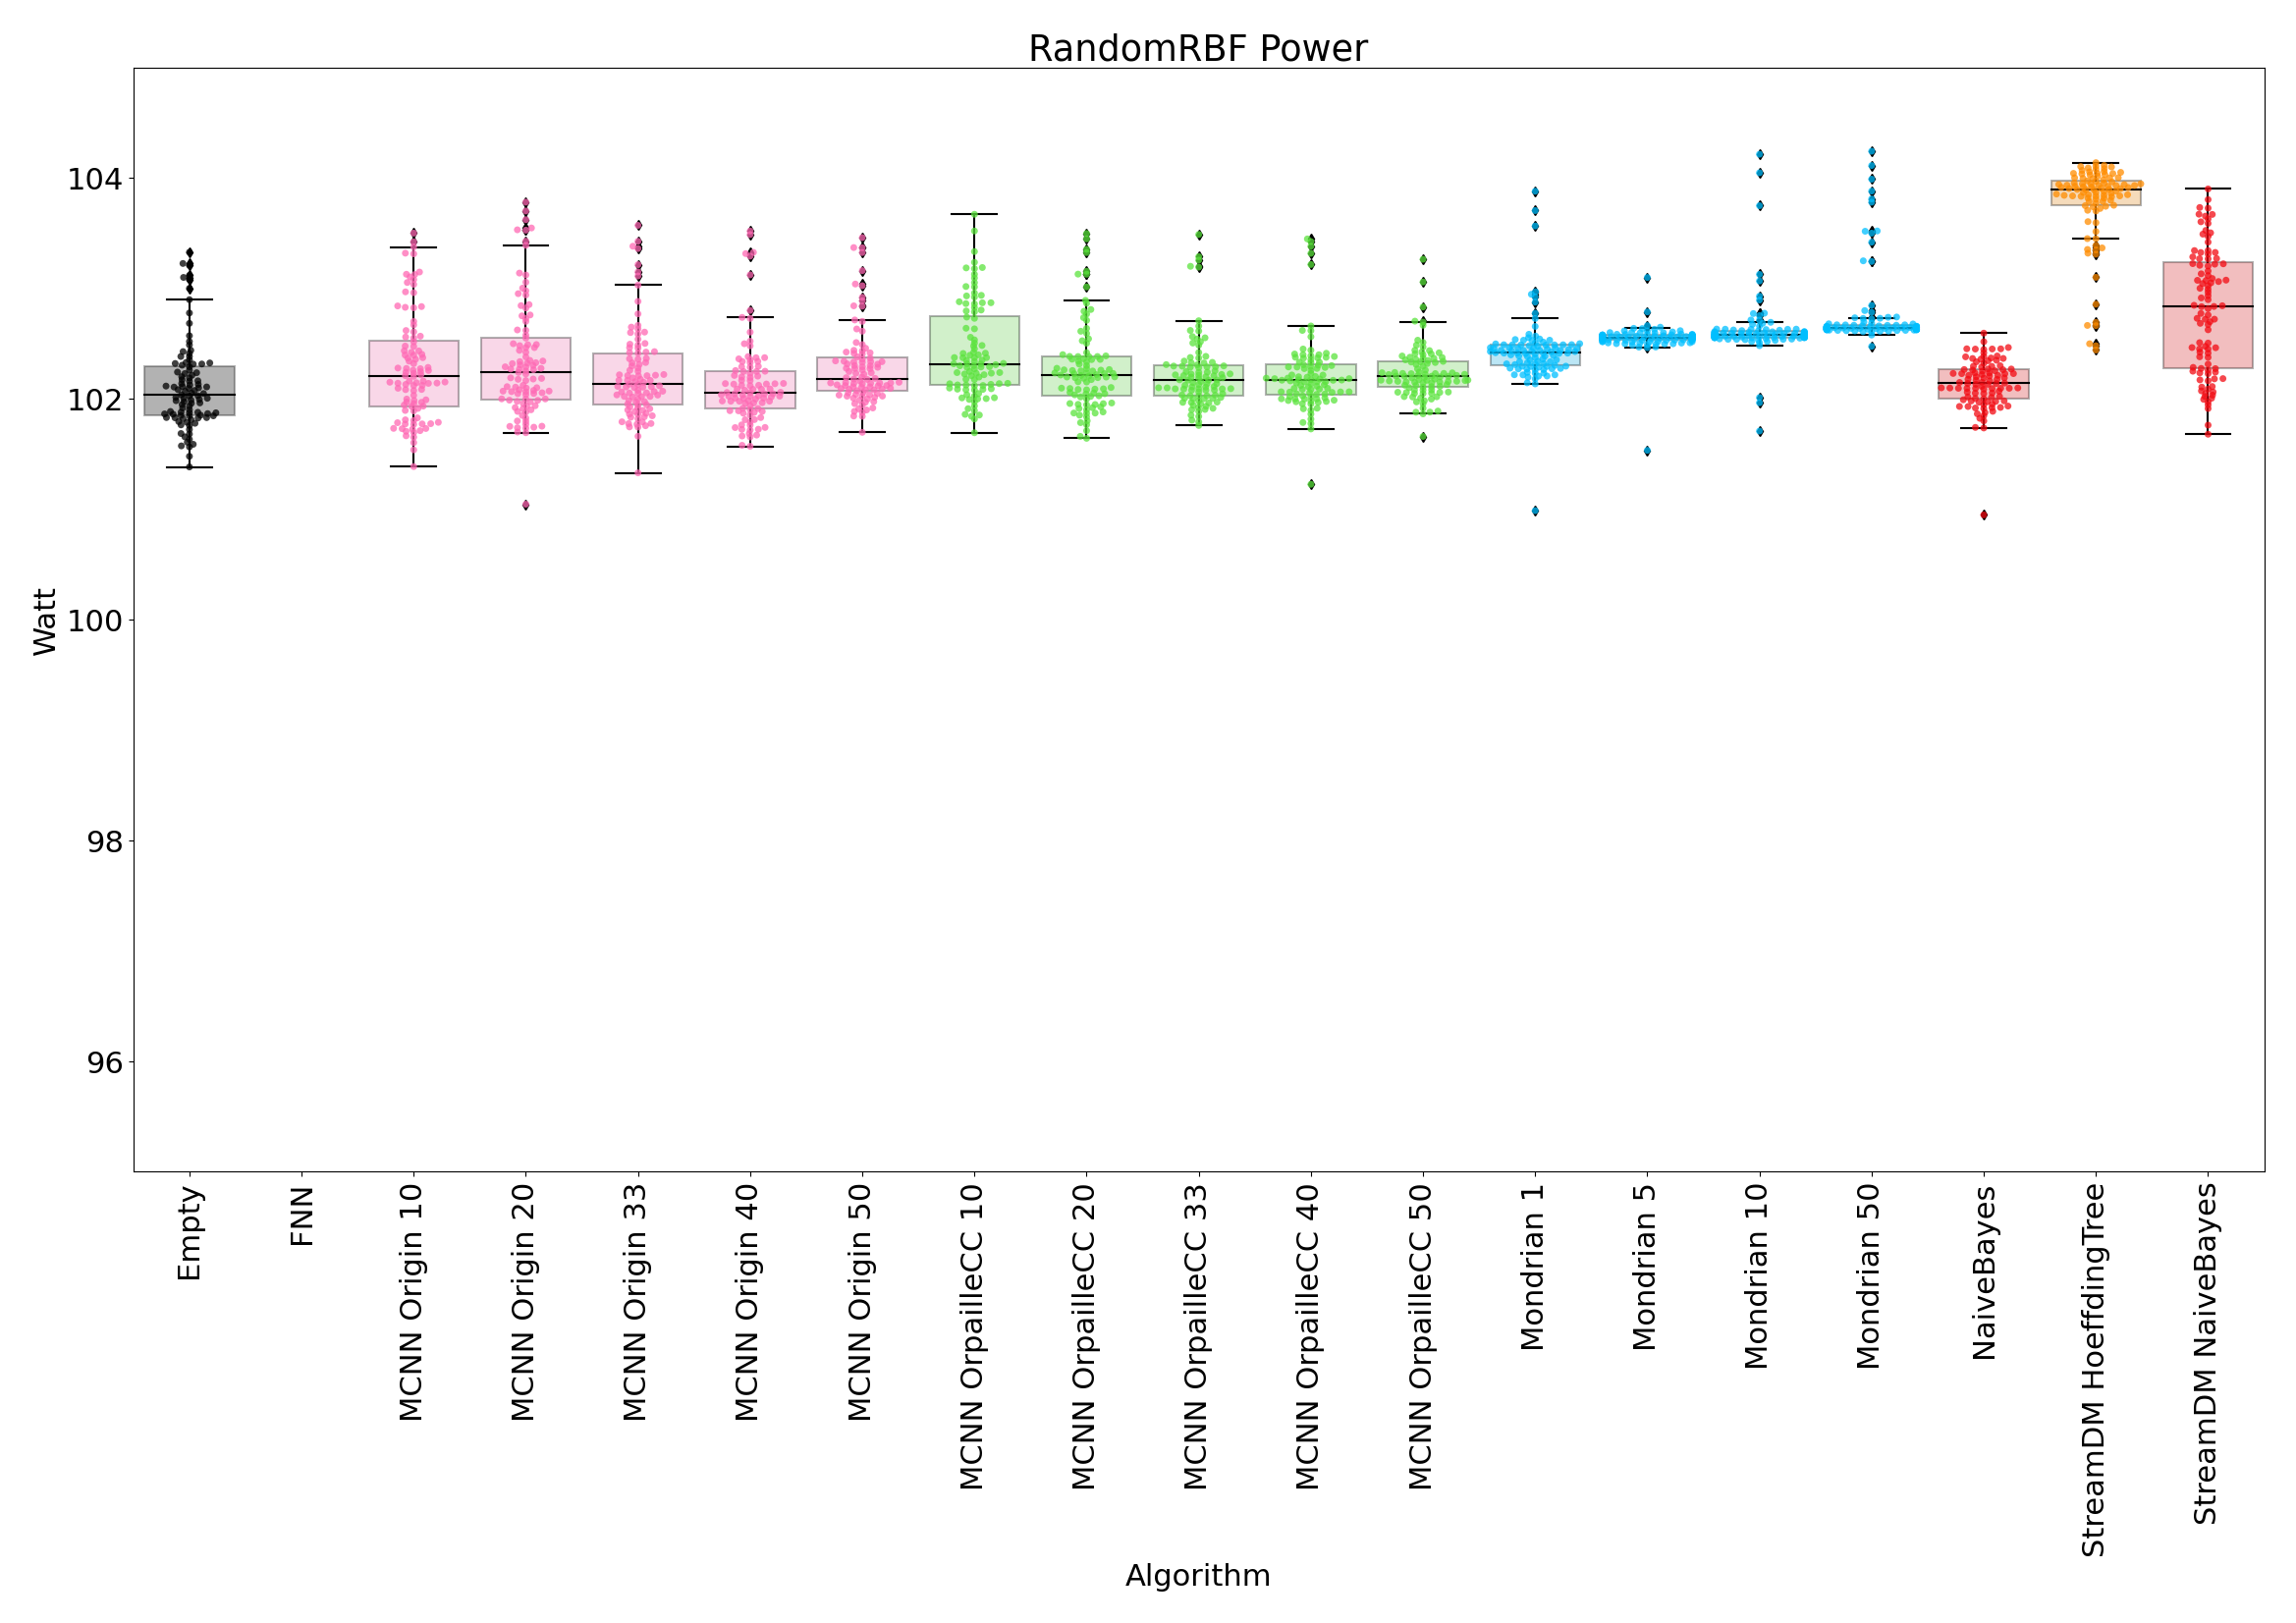 RandomRBF Power
104
102
100
98
96
Watt
Empty
FNN
MCNN Origin 10
MCNN Origin 20
MCNN Origin 33
MCNN Origin 40
MCNN Origin 50
MCNN OrpailleCC 10
MCNN OrpailleCC 20
MCNN OrpailleCC 33
MCNN OrpailleCC 40
MCNN OrpailleCC 50
Mondrian 1
Mondrian 5
Mondrian 10
Mondrian 50
NaiveBayes
StreamDM HoeffdingTree
StreamDM NaiveBayes
Algorithm